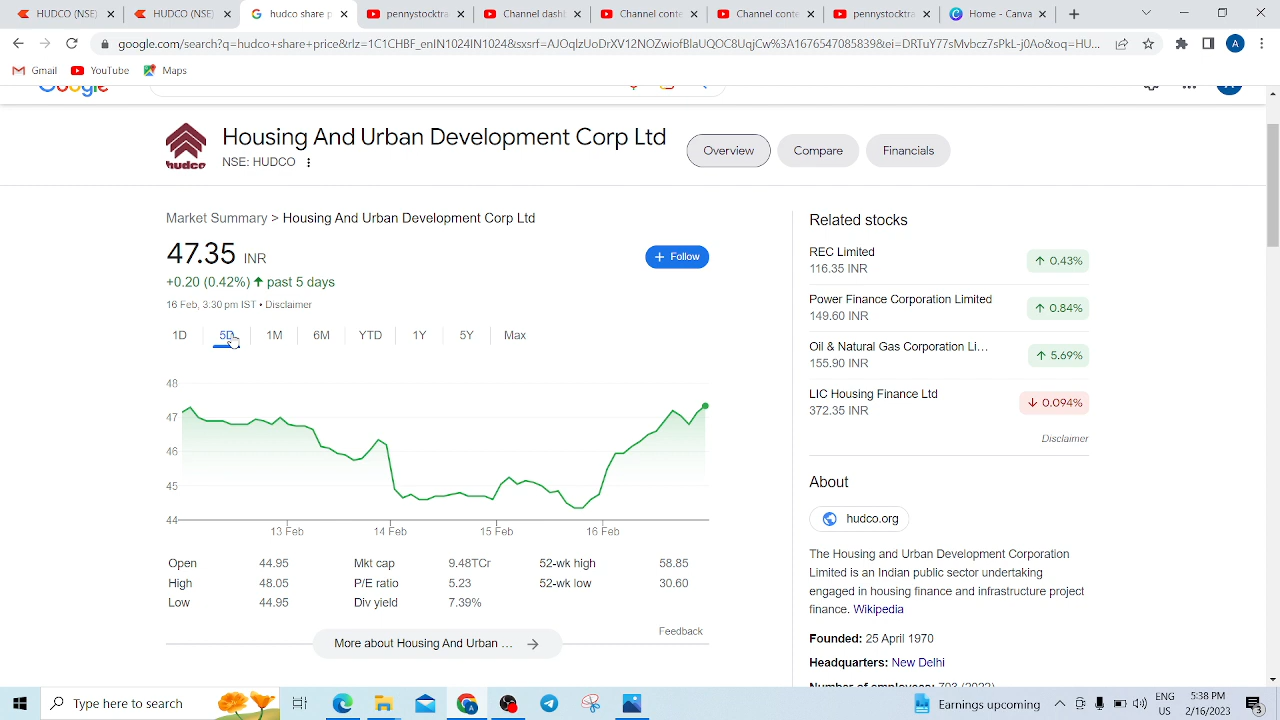 HUDCO (NSE)
HUDCO (NSE)
hudco share p
pennystocktra
Channel dash
Channel conte
Channel conte
pennystocktra
Home - Canva
google.com/search?q=hudco+share+price&rlz=1C1CHBF_enIN1024IN1024&sxsrf=AJOqlzUoDrXV12NOZwiofBlaUQOC8UqjCw%3A1676547085839&ei=DRTuY77sMvbcz7sPkL-j0Ao&oq=HU...
A
Gmail
YouTube
Maps
Google
hudco
Housing And Urban Development Corp Ltd
NSE: HUDCO
Overview
Compare
Financials
Market Summary > Housing And Urban Development Corp Ltd
47.35 INR
+ Follow
+0.20 (0.42%) ↑ past 5 days
16 Feb, 3.30 pm IST • Disclaimer
1D
5D
1M
6M
YTD
1Y
5Y
Max
48
47
46
45
44
13 Feb
14 Feb
15 Feb
16 Feb
Open 44.95 Mkt cap 9.48TCr 52-wk high 58.85
High 48.05 P/E ratio 5.23 52-wk low 30.60
Low 44.95 Div yield 7.39%
Feedback
More about Housing And Urban ... →
Related stocks
REC Limited
116.35 INR
↑ 0.43%
Power Finance Corporation Limited
149.60 INR
↑ 0.84%
Oil & Natural Gas Corporation Li...
155.90 INR
↑ 5.69%
LIC Housing Finance Ltd
372.35 INR
↓ 0.094%
Disclaimer
About
hudco.org
The Housing and Urban Development Corporation
Limited is an Indian public sector undertaking
engaged in housing finance and infrastructure project
finance. Wikipedia
Founded: 25 April 1970
Headquarters: New Delhi
Type here to search
Earnings upcoming
ENG
US
5:38 PM
2/16/2023
3